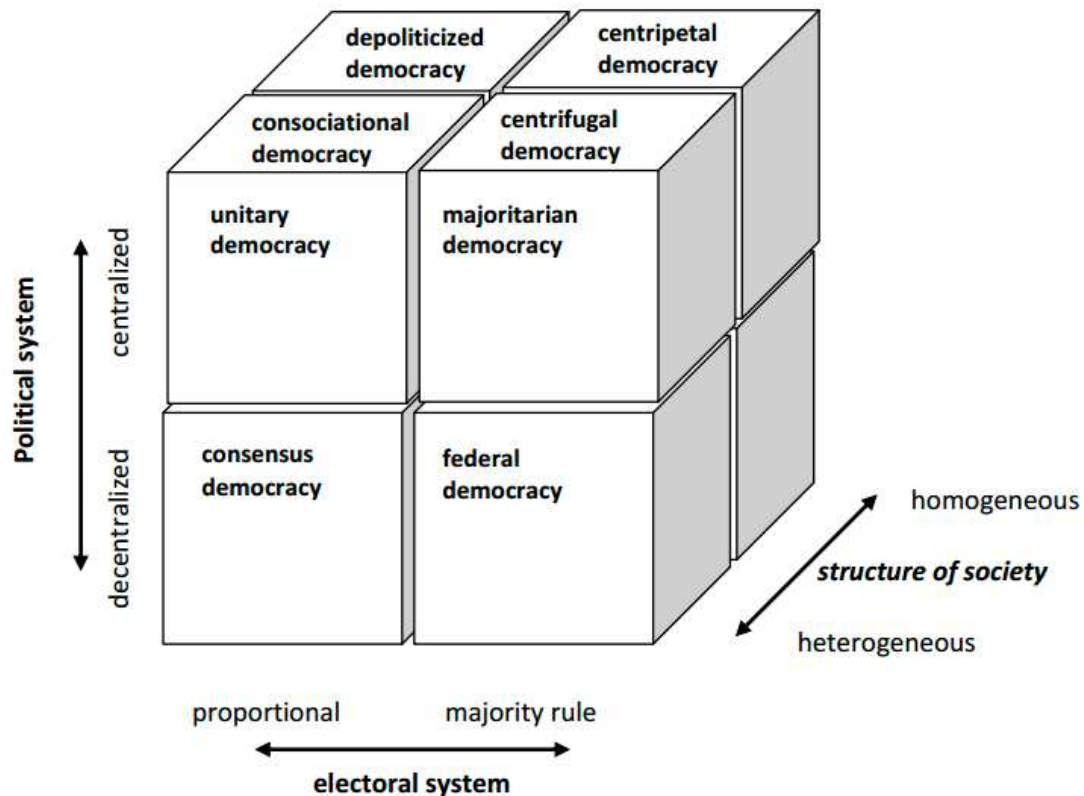 depoliticized
democracy
centripetal
democracy
consociational
democracy
centrifugal
democracy
unitary
democracy
majoritarian
democracy
Political system
centralized
decentralized
consensus
democracy
federal
democracy
homogeneous
structure of society
heterogeneous
proportional
majority rule
electoral system